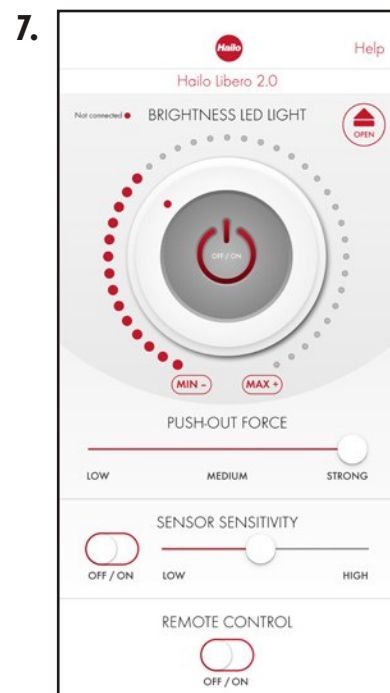 7.
Hailo
Help
Hailo Libero 2.0
Not connected
BRIGHTNESS LED LIGHT
OPEN
OFF / ON
MIN –
MAX +
PUSH-OUT FORCE
LOW MEDIUM STRONG
SENSOR SENSITIVITY
OFF / ON LOW HIGH
REMOTE CONTROL
OFF / ON